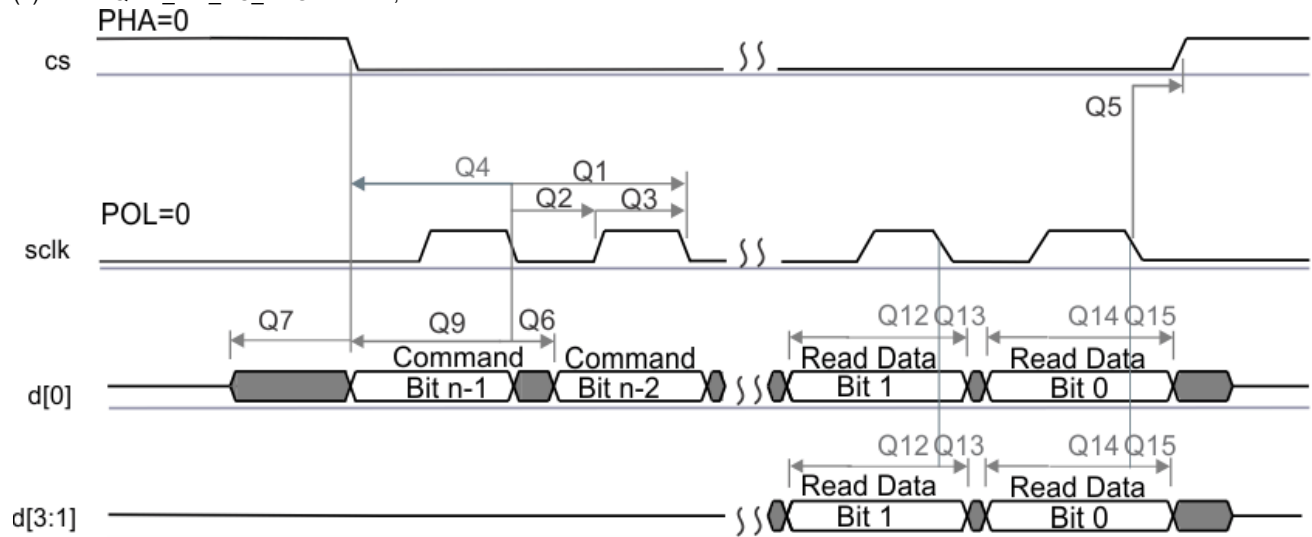 PHA=0
cs
Q5
Q4 Q1
Q2 Q3
POL=0
sclk
Q7 Q9 Q6 Q12 Q13 Q14 Q15
Command Command Read Data Read Data
d[0] Bit n-1 Bit n-2 Bit 1 Bit 0
Q12 Q13 Q14 Q15
Read Data Read Data
d[3:1] Bit 1 Bit 0